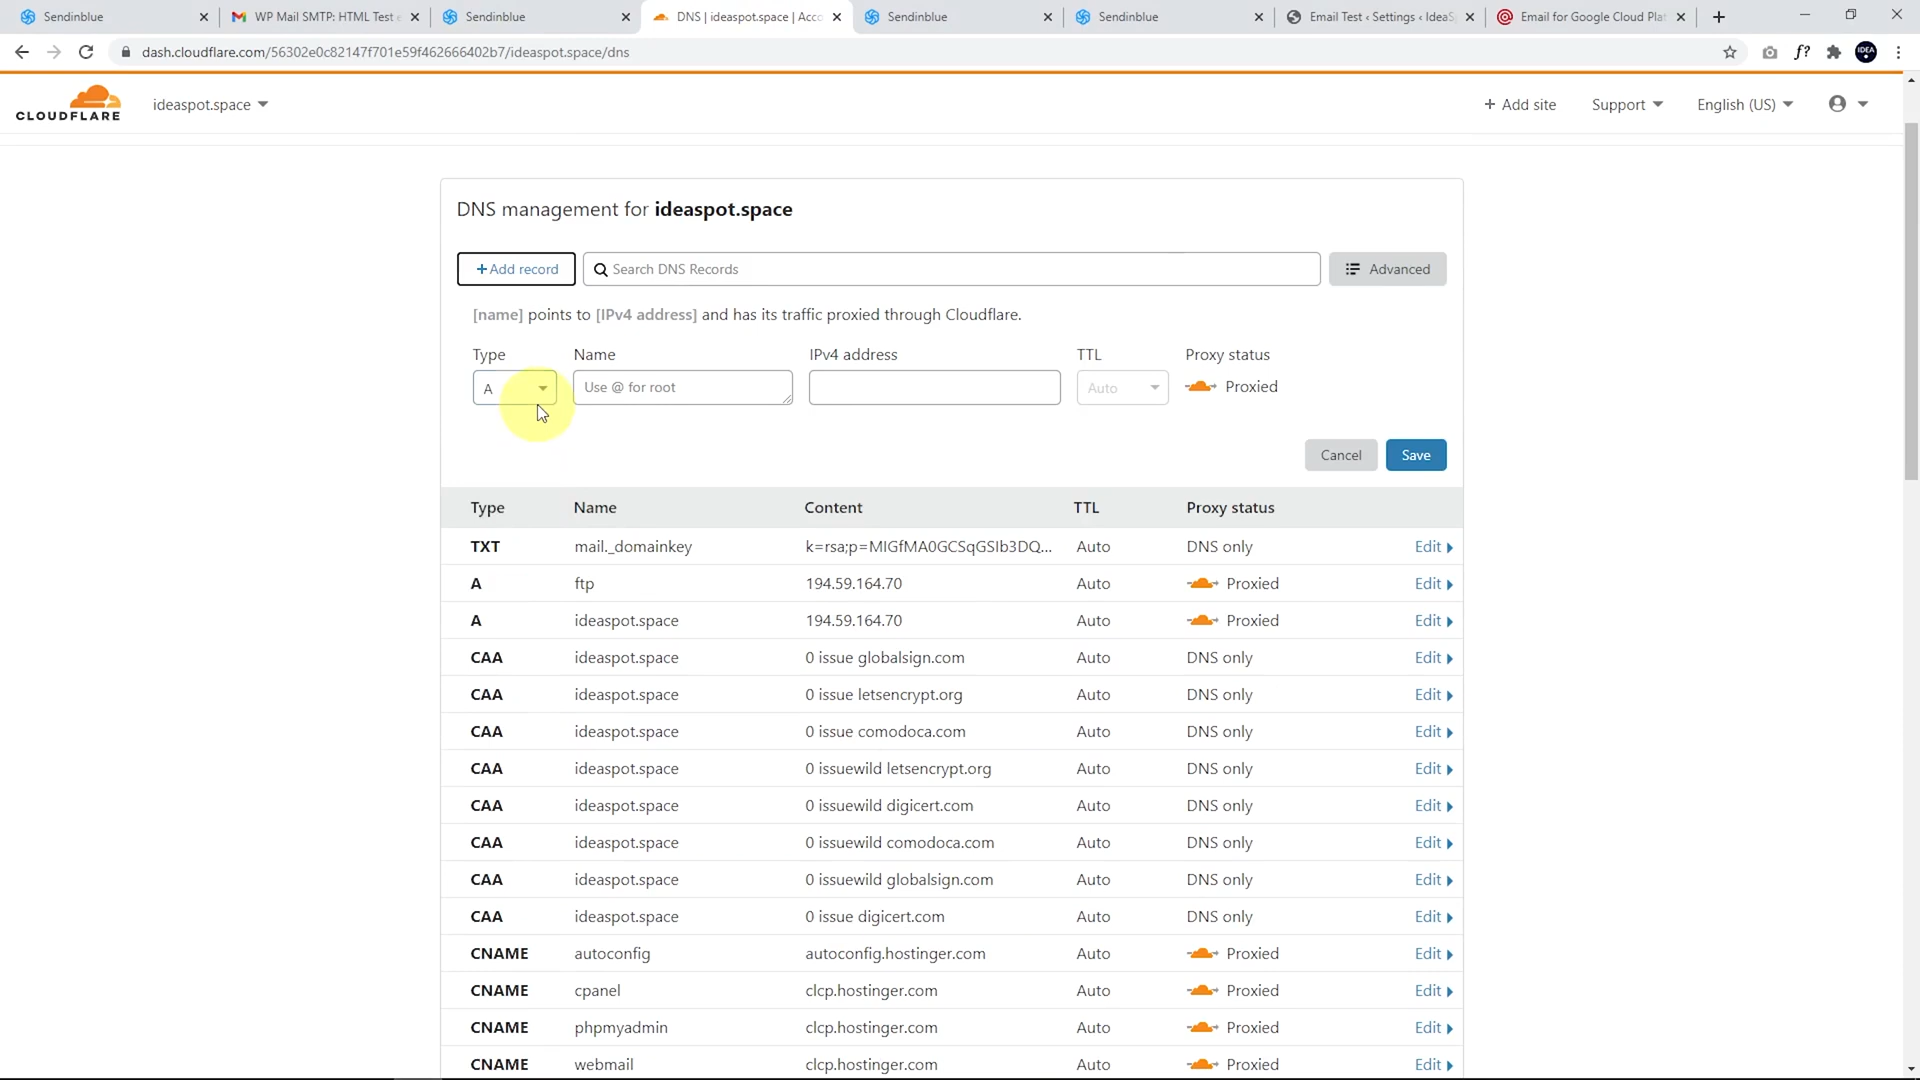 Sendinblue
WP Mail SMTP: HTML Test e
Sendinblue
DNS | ideaspot.space | Acco
Sendinblue
Sendinblue
Email Test ‹ Settings ‹ IdeaS
Email for Google Cloud Plat
dash.cloudflare.com/56302e0c82147f701e59f462666402b7/ideaspot.space/dns
f?
IDEA
CLOUDFLARE
ideaspot.space
+ Add site
Support
English (US)
DNS management for ideaspot.space
+ Add record
Search DNS Records
Advanced
[name] points to [IPv4 address] and has its traffic proxied through Cloudflare.
Type Name IPv4 address TTL Proxy status
A Use @ for root Auto Proxied
Cancel Save
Type Name Content TTL Proxy status
TXT mail._domainkey k=rsa;p=MIGfMA0GCSqGSIb3DQ... Auto DNS only Edit
A ftp 194.59.164.70 Auto Proxied Edit
A ideaspot.space 194.59.164.70 Auto Proxied Edit
CAA ideaspot.space 0 issue globalsign.com Auto DNS only Edit
CAA ideaspot.space 0 issue letsencrypt.org Auto DNS only Edit
CAA ideaspot.space 0 issue comodoca.com Auto DNS only Edit
CAA ideaspot.space 0 issuewild letsencrypt.org Auto DNS only Edit
CAA ideaspot.space 0 issuewild digicert.com Auto DNS only Edit
CAA ideaspot.space 0 issuewild comodoca.com Auto DNS only Edit
CAA ideaspot.space 0 issuewild globalsign.com Auto DNS only Edit
CAA ideaspot.space 0 issue digicert.com Auto DNS only Edit
CNAME autoconfig autoconfig.hostinger.com Auto Proxied Edit
CNAME cpanel clcp.hostinger.com Auto Proxied Edit
CNAME phpmyadmin clcp.hostinger.com Auto Proxied Edit
CNAME webmail clcp.hostinger.com Auto Proxied Edit